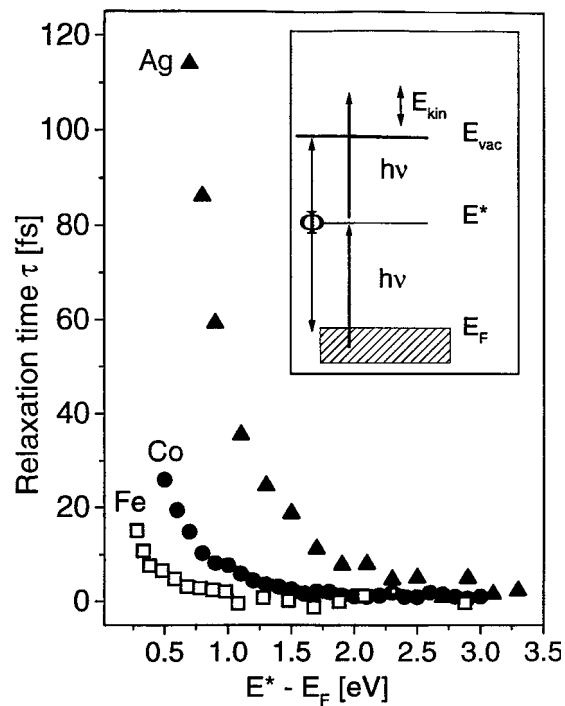 Relaxation time τ [fs]
120
100
80
60
40
20
0
Ag
Co
Fe
E_kin
E_vac
hν
E*
Φ
hν
E_F
0.5 1.0 1.5 2.0 2.5 3.0 3.5
E* - E_F [eV]